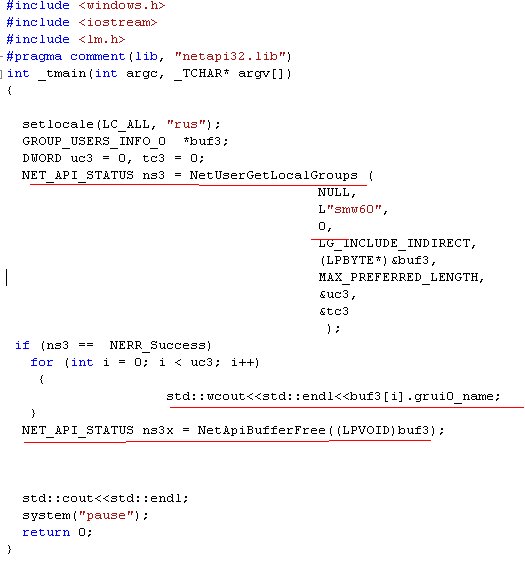 #include <windows.h>
#include <iostream>
#include <lm.h>
#pragma comment(lib, "netapi32.lib")
int _tmain(int argc, _TCHAR* argv[])
{
setlocale(LC_ALL, "rus");
GROUP_USERS_INFO_0 *buf3;
DWORD uc3 = 0, tc3 = 0;
NET_API_STATUS ns3 = NetUserGetLocalGroups (
NULL,
L"smw60",
0,
LG_INCLUDE_INDIRECT,
(LPBYTE*)&buf3,
MAX_PREFERRED_LENGTH,
&uc3,
&tc3
);
if (ns3 == NERR_Success)
for (int i = 0; i < uc3; i++)
{
std::wcout<<std::endl<<buf3[i].grui0_name;
}
NET_API_STATUS ns3x = NetApiBufferFree((LPVOID)buf3);
std::cout<<std::endl;
system("pause");
return 0;
}